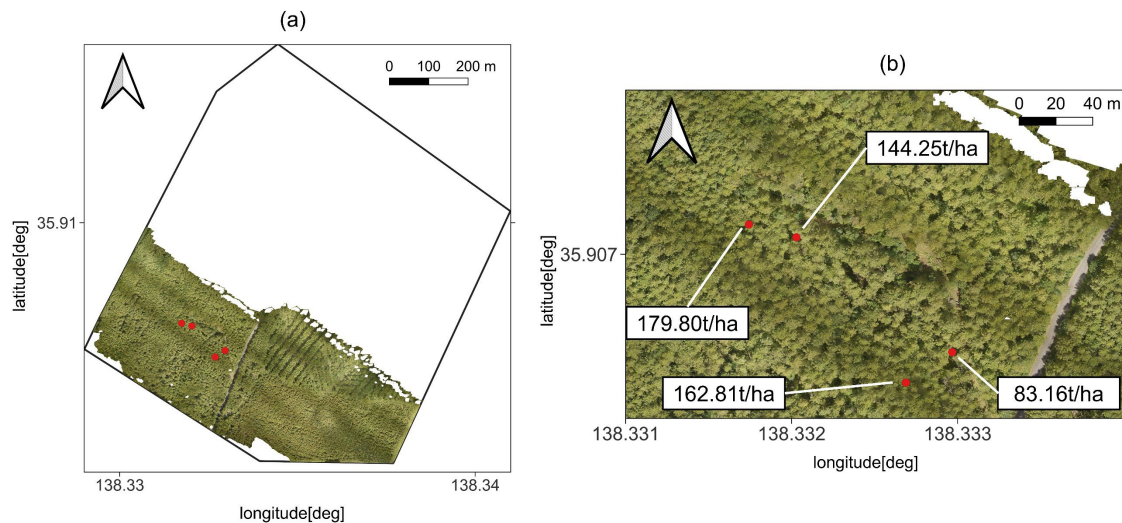 (a)
0 100 200 m
35.91
latitude[deg]
138.33
138.34
longitude[deg]
(b)
0 20 40 m
144.25t/ha
35.907
latitude[deg]
179.80t/ha
162.81t/ha
83.16t/ha
138.331
138.332
138.333
longitude[deg]